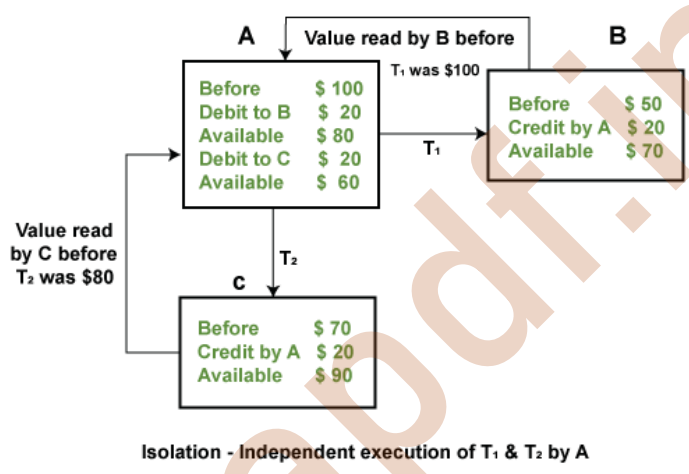 A
Value read by B before
T₁ was $100
B
Before $ 100
Debit to B $ 20
Available $ 80
Debit to C $ 20
Available $ 60
T₁
Before $ 50
Credit by A $ 20
Available $ 70
Value read
by C before
T₂ was $80
T₂
c
Before $ 70
Credit by A $ 20
Available $ 90
Isolation - Independent execution of T₁ & T₂ by A
pdf.in